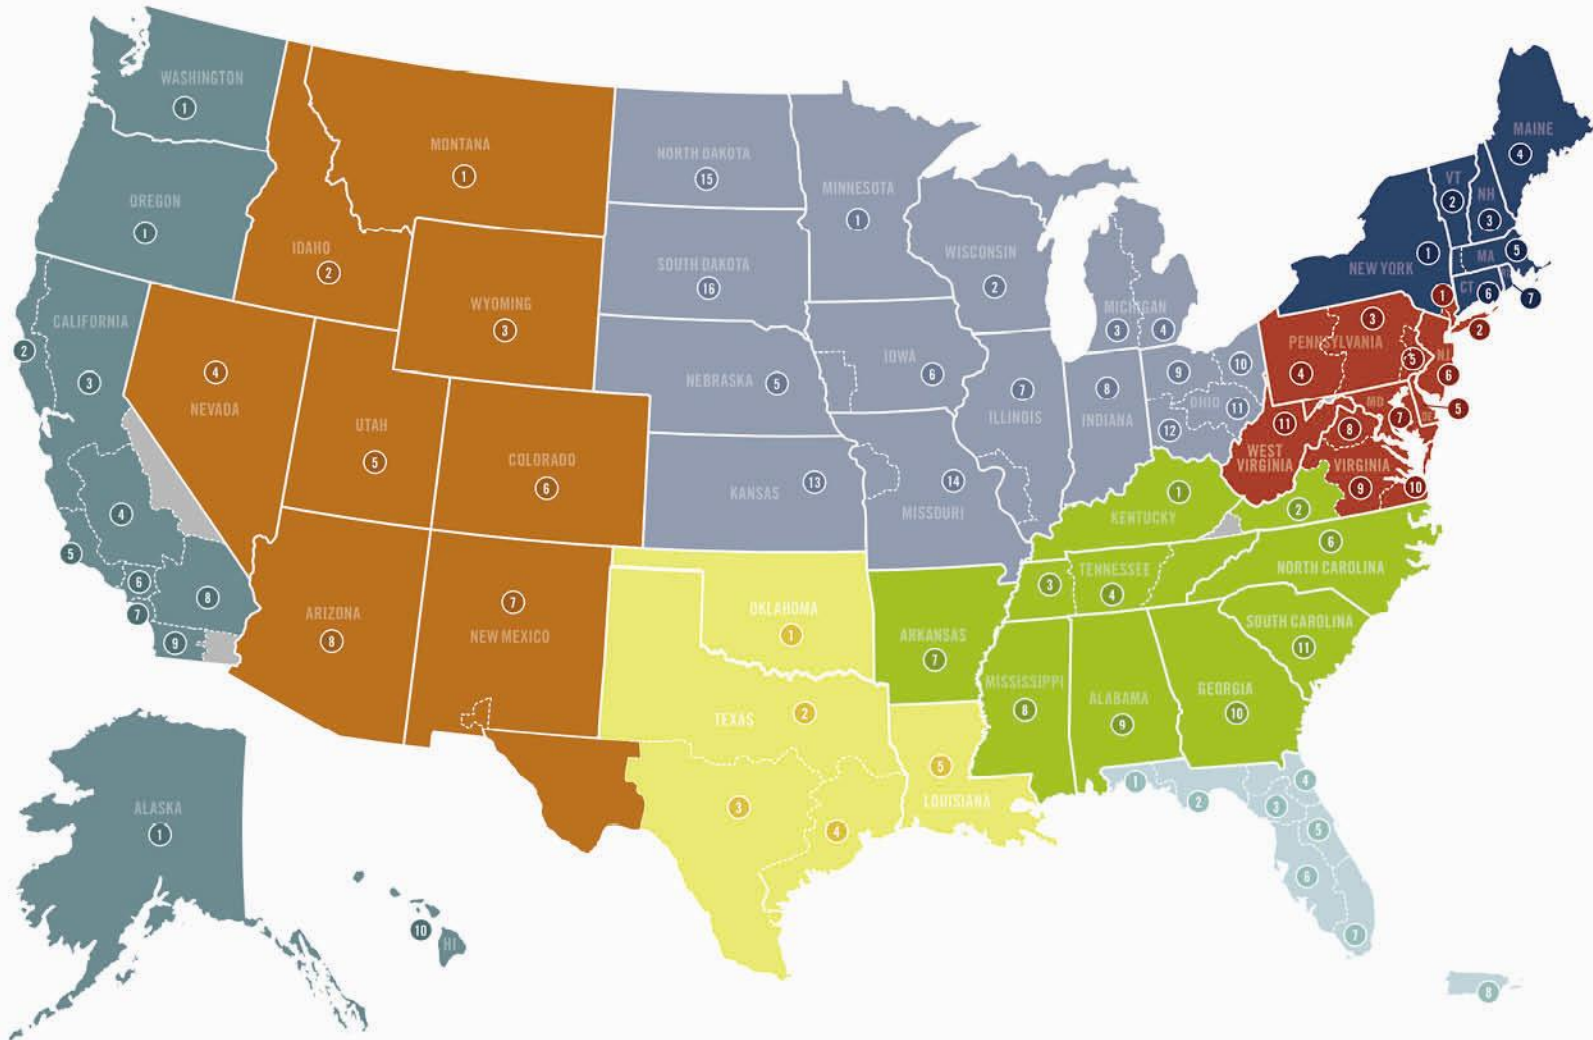 WASHINGTON
1
OREGON
1
CALIFORNIA
2
3
4
5
6
7
8
9
ALASKA
1
10
HI
MONTANA
1
IDAHO
2
WYOMING
3
4
NEVADA
UTAH
5
COLORADO
6
7
NEW MEXICO
ARIZONA
8
NORTH DAKOTA
15
SOUTH DAKOTA
16
MINNESOTA
1
WISCONSIN
2
MICHIGAN
3
4
NEBRASKA
5
IOWA
6
7
ILLINOIS
8
INDIANA
9
10
OHIO
11
12
KANSAS
13
14
MISSOURI
OKLAHOMA
1
TEXAS
2
3
4
5
LOUISIANA
1
KENTUCKY
2
3
TENNESSEE
4
6
NORTH CAROLINA
ARKANSAS
7
MISSISSIPPI
8
ALABAMA
9
GEORGIA
10
SOUTH CAROLINA
11
MAINE
4
VT
2
NH
3
NEW YORK
1
MA
5
CT
6
7
1
2
3
PENNSYLVANIA
4
5
NJ
6
5
MD
7
DE
8
VIRGINIA
9
10
11
WEST
VIRGINIA
1
2
3
4
5
6
7
8